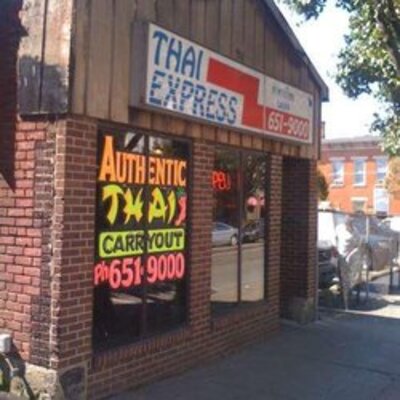 THAI
EXPRESS
651-9000
AUTHENTIC
THAI
CARRYOUT
Ph 651-9000